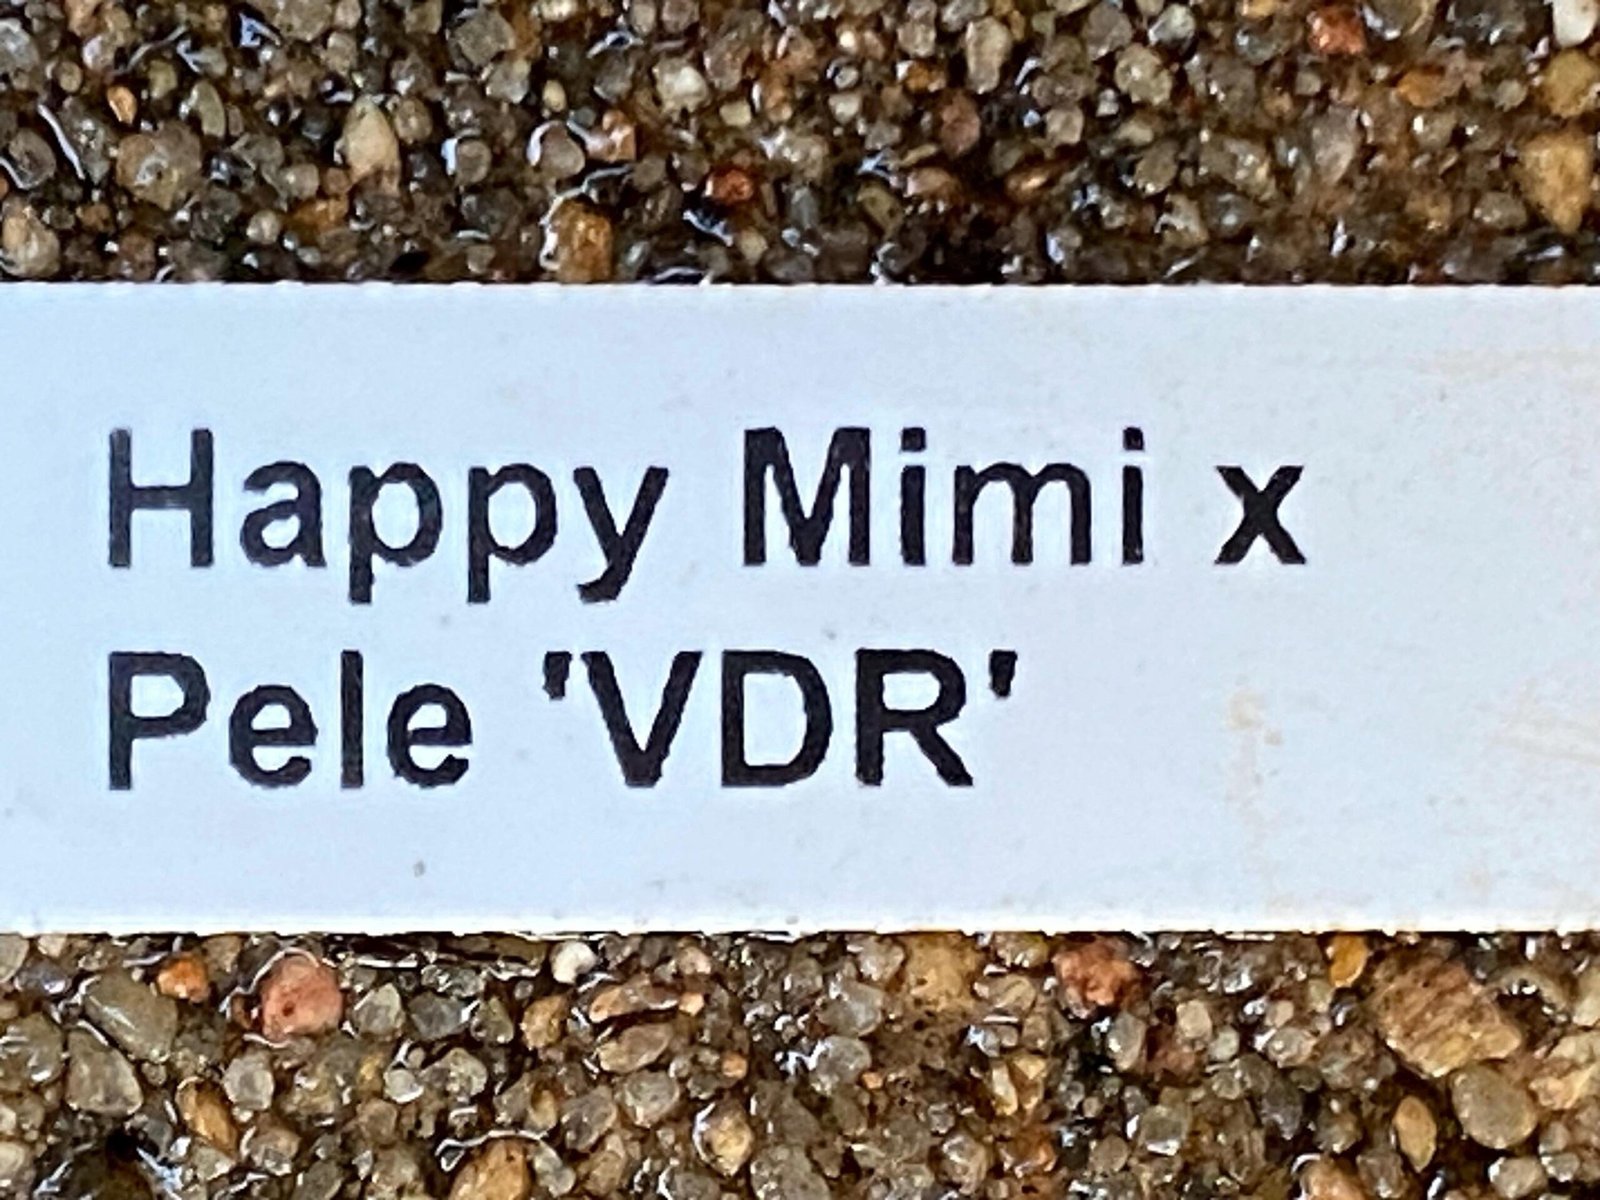 Happy Mimi x
Pele 'VDR'